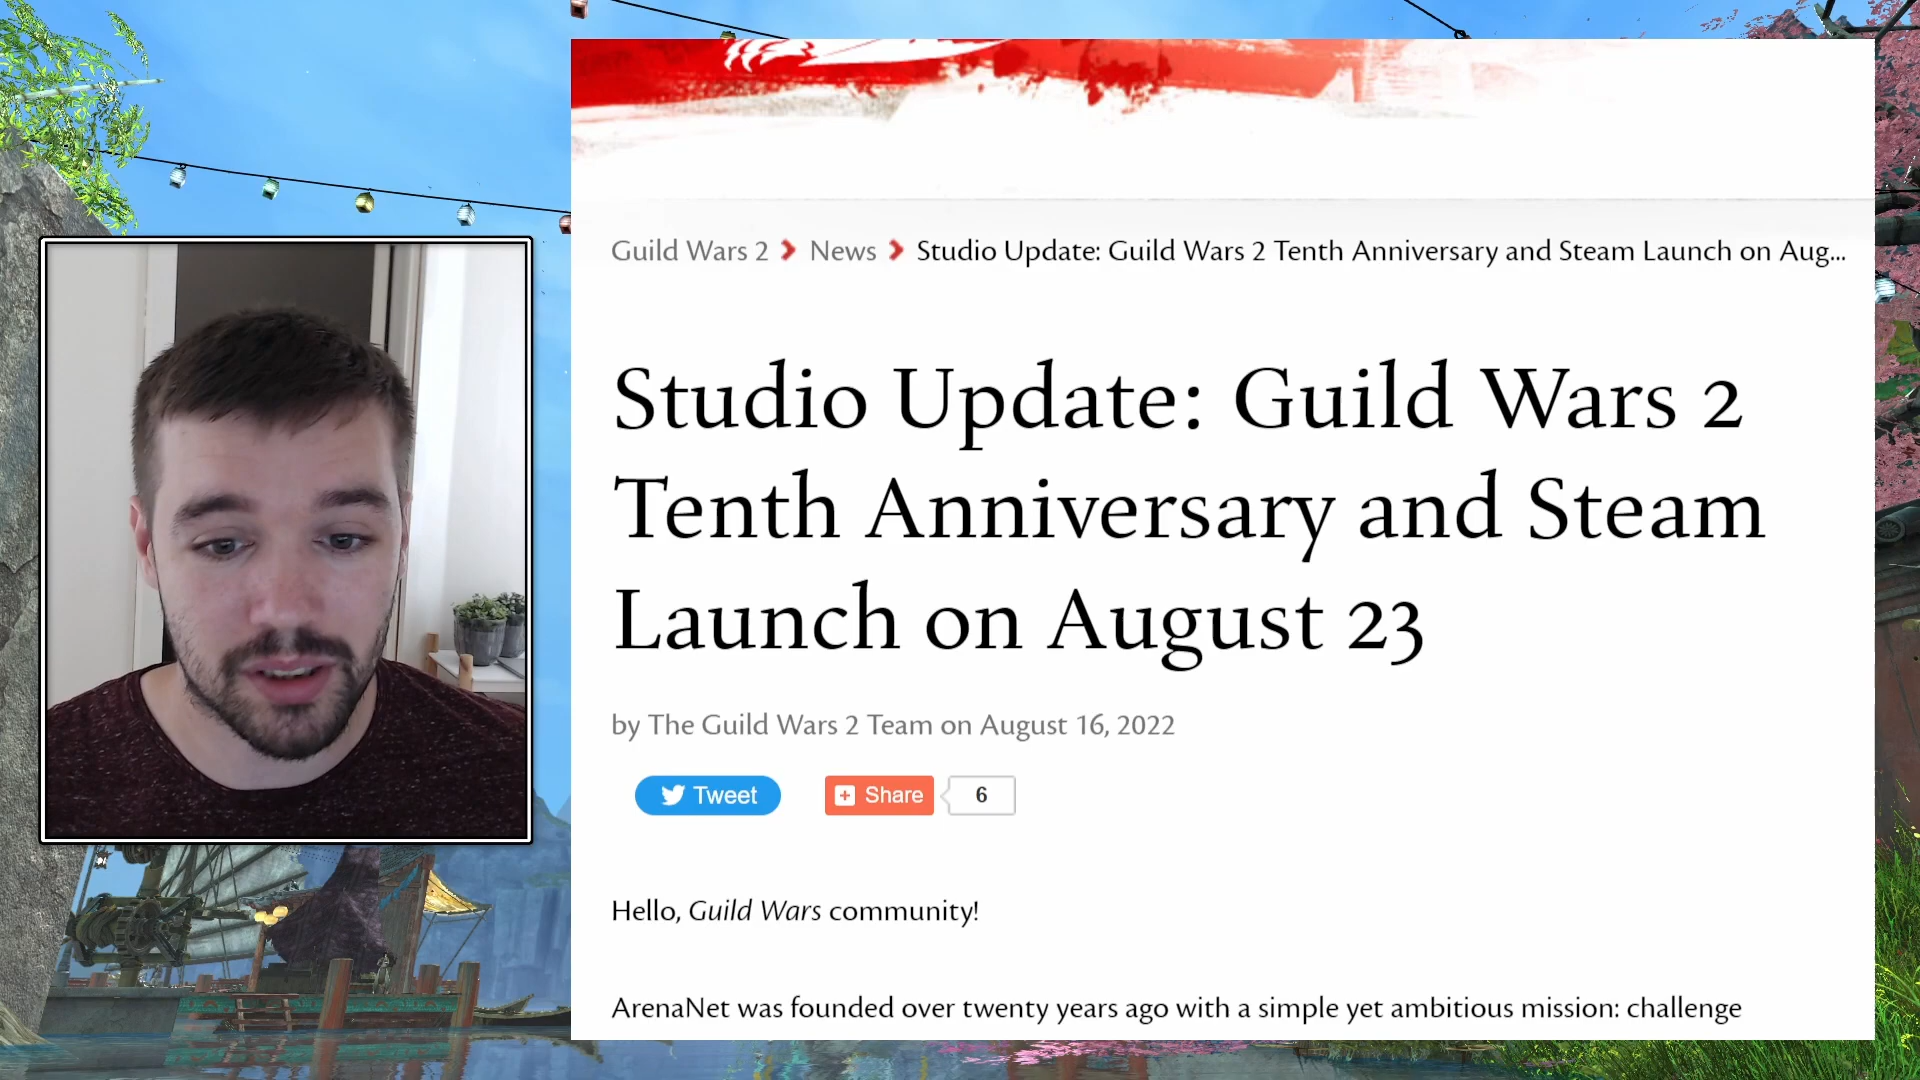 Guild Wars 2 > News > Studio Update: Guild Wars 2 Tenth Anniversary and Steam Launch on Aug...
Studio Update: Guild Wars 2
Tenth Anniversary and Steam
Launch on August 23
by The Guild Wars 2 Team on August 16, 2022
Tweet
Share
6
Hello, Guild Wars community!
ArenaNet was founded over twenty years ago with a simple yet ambitious mission: challenge